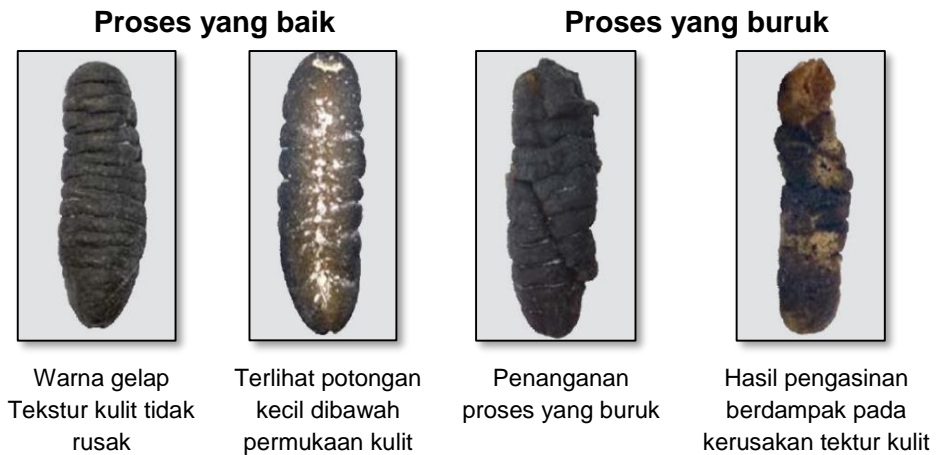 Proses yang baik
Proses yang buruk
Warna gelap
Tekstur kulit tidak
rusak
Terlihat potongan
kecil dibawah
permukaan kulit
Penanganan
proses yang buruk
Hasil pengasinan
berdampak pada
kerusakan tektur kulit